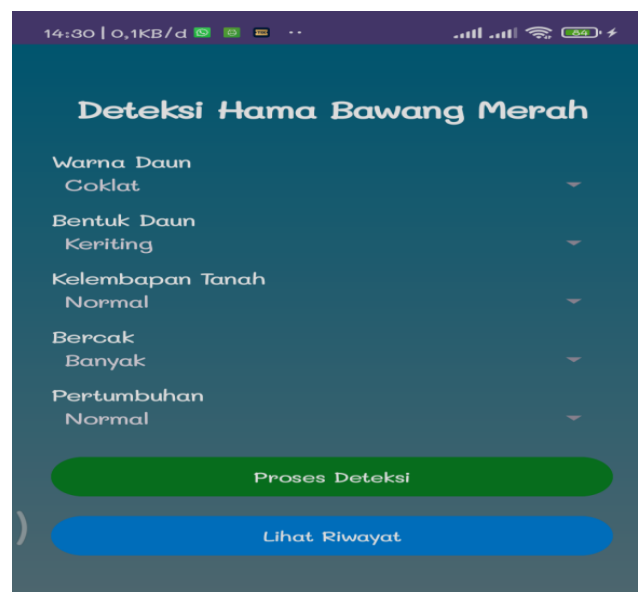 14:30 | 0,1KB/d
84
Deteksi Hama Bawang Merah
Warna Daun
Coklat
Bentuk Daun
Keriting
Kelembapan Tanah
Normal
Bercak
Banyak
Pertumbuhan
Normal
Proses Deteksi
Lihat Riwayat